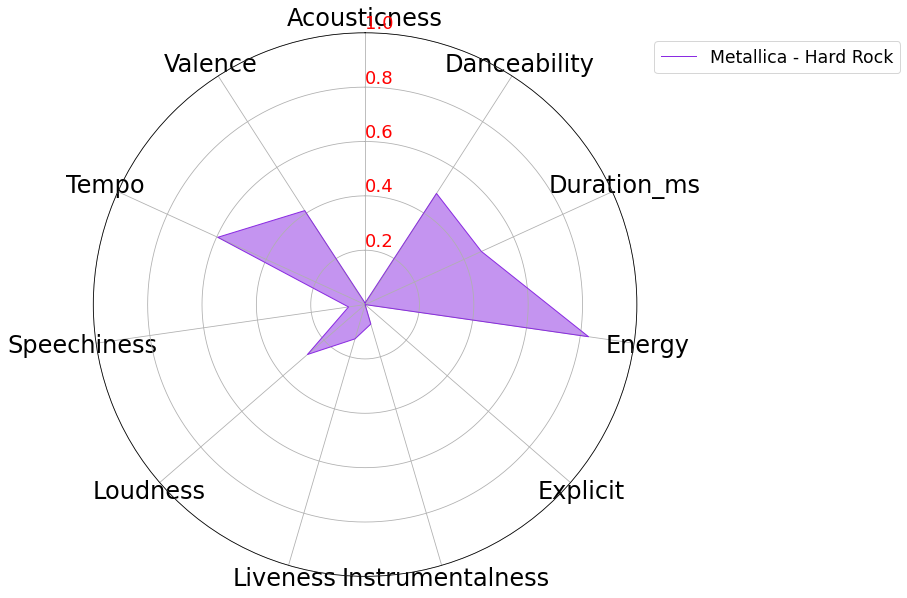 Acousticness
1.0
Valence
Danceability
Metallica - Hard Rock
0.8
0.6
Tempo
Duration_ms
0.4
0.2
Speechiness
Energy
Loudness
Explicit
Liveness
Instrumentalness